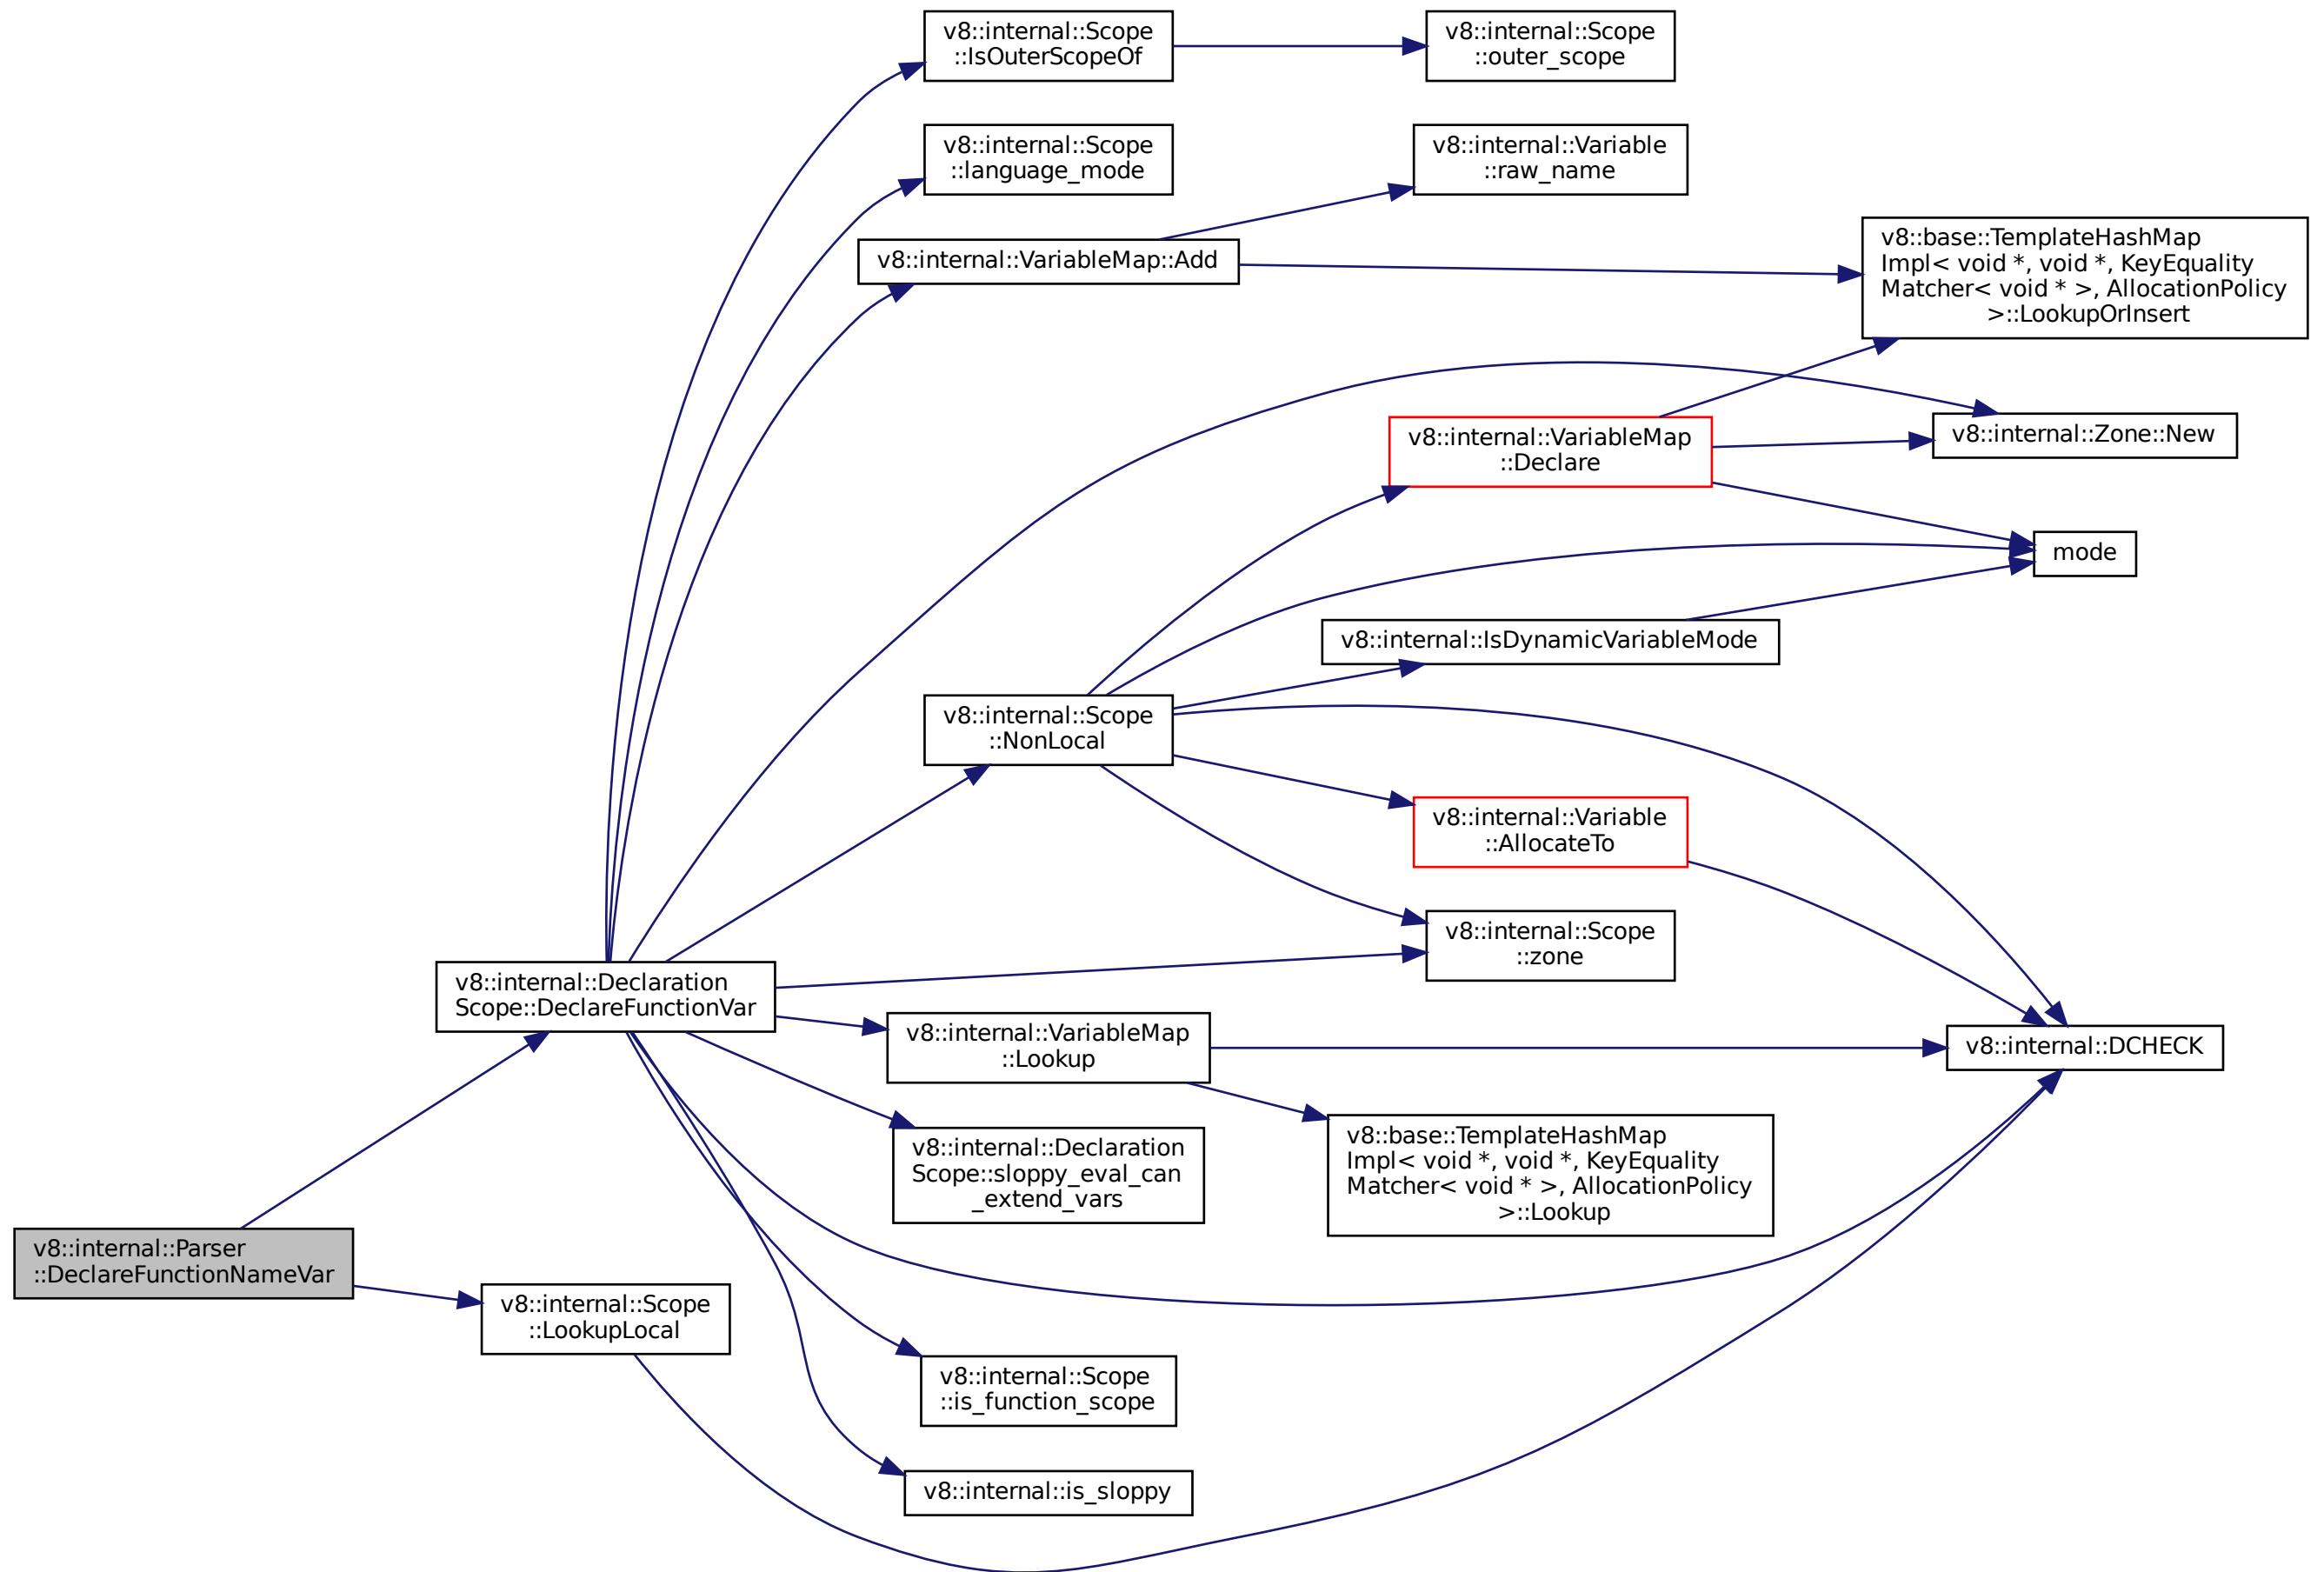 v8::internal::Scope
::IsOuterScopeOf
v8::internal::Scope
::outer_scope
v8::internal::Scope
::language_mode
v8::internal::Variable
::raw_name
v8::internal::VariableMap::Add
v8::base::TemplateHashMap
Impl< void *, void *, KeyEquality
Matcher< void * >, AllocationPolicy
>::LookupOrInsert
v8::internal::VariableMap
::Declare
v8::internal::Zone::New
mode
v8::internal::IsDynamicVariableMode
v8::internal::Scope
::NonLocal
v8::internal::Variable
::AllocateTo
v8::internal::Scope
::zone
v8::internal::Declaration
Scope::DeclareFunctionVar
v8::internal::VariableMap
::Lookup
v8::internal::DCHECK
v8::internal::Declaration
Scope::sloppy_eval_can
_extend_vars
v8::base::TemplateHashMap
Impl< void *, void *, KeyEquality
Matcher< void * >, AllocationPolicy
>::Lookup
v8::internal::Parser
::DeclareFunctionNameVar
v8::internal::Scope
::LookupLocal
v8::internal::Scope
::is_function_scope
v8::internal::is_sloppy